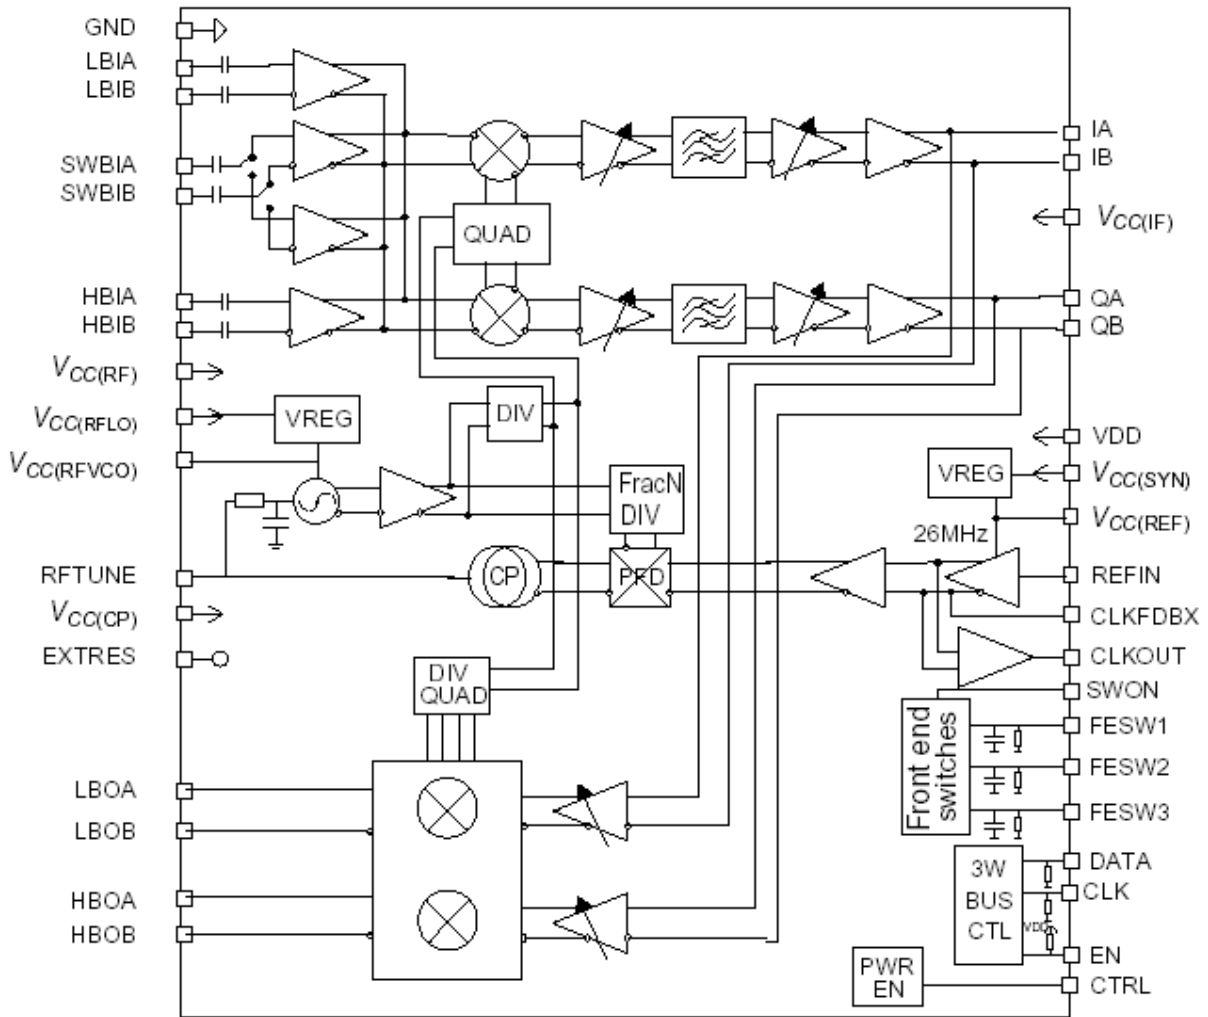 GND
LBIA
LBIB
SWBIA
SWBIB
HBIA
HBIB
VCC(RF)
VCC(RFLO)
VCC(RFVCO)
RFTUNE
VCC(CP)
EXTRES
LBOA
LBOB
HBOA
HBOB
QUAD
VREG
DIV
FracN
DIV
CP
PFD
DIV
QUAD
VREG
26MHz
Front end
switches
3W
BUS
CTL
VDD
PWR
EN
IA
IB
VCC(IF)
QA
QB
VDD
VCC(SYN)
VCC(REF)
REFIN
CLKFDBX
CLKOUT
SWON
FESW1
FESW2
FESW3
DATA
CLK
EN
CTRL